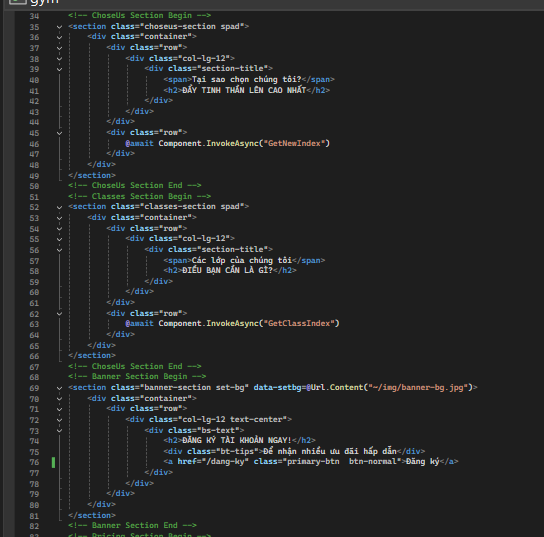 gym
34 <!-- ChoseUs Section Begin -->
35 <section class="choseus-section spad">
36 <div class="container">
37 <div class="row">
38 <div class="col-lg-12">
39 <div class="section-title">
40 <span>Tại sao chọn chúng tôi?</span>
41 <h2>ĐẨY TINH THẦN LÊN CAO NHẤT</h2>
42 </div>
43 </div>
44 </div>
45 <div class="row">
46 @await Component.InvokeAsync("GetNewIndex")
47 </div>
48 </div>
49 </section>
50 <!-- ChoseUs Section End -->
51 <!-- Classes Section Begin -->
52 <section class="classes-section spad">
53 <div class="container">
54 <div class="row">
55 <div class="col-lg-12">
56 <div class="section-title">
57 <span>Các lớp của chúng tôi</span>
58 <h2>ĐIỀU BẠN CẦN LÀ GÌ?</h2>
59 </div>
60 </div>
61 </div>
62 <div class="row">
63 @await Component.InvokeAsync("GetClassIndex")
64 </div>
65 </div>
66 </section>
67 <!-- ChoseUs Section End -->
68 <!-- Banner Section Begin -->
69 <section class="banner-section set-bg" data-setbg=@Url.Content("~/img/banner-bg.jpg")>
70 <div class="container">
71 <div class="row">
72 <div class="col-lg-12 text-center">
73 <div class="bs-text">
74 <h2>ĐĂNG KÝ TÀI KHOẢN NGAY!</h2>
75 <div class="bt-tips">Để nhận nhiều ưu đãi hấp dẫn</div>
76 <a href="/dang-ky" class="primary-btn  btn-normal">Đăng ký</a>
77 </div>
78 </div>
79 </div>
80 </div>
81 </section>
82 <!-- Banner Section End -->
83 <!-- Pricing Section Begin -->